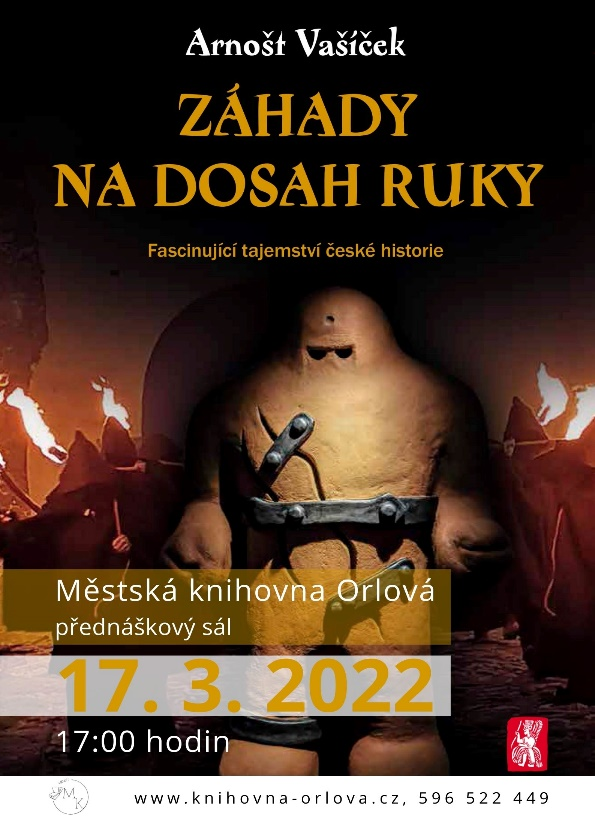 Arnošt Vašíček
ZÁHADY
NA DOSAH RUKY
Fascinující tajemství české historie
Městská knihovna Orlová
přednáškový sál
17. 3. 2022
17:00 hodin
MK
www.knihovna-orlova.cz, 596 522 449